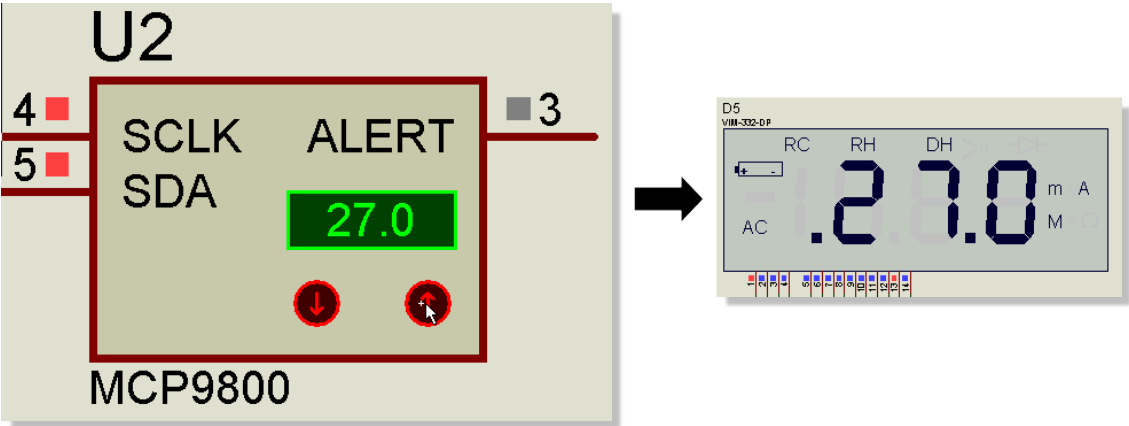 U2
4
SCLK ALERT
3
5
SDA
27.0
MCP9800
D5
VIM-332-DP
RC RH DH
+ -
.27.0
m A
AC
M
KΩ
1 2 3 4 5 6 7 8 9 10 11 12 13 14